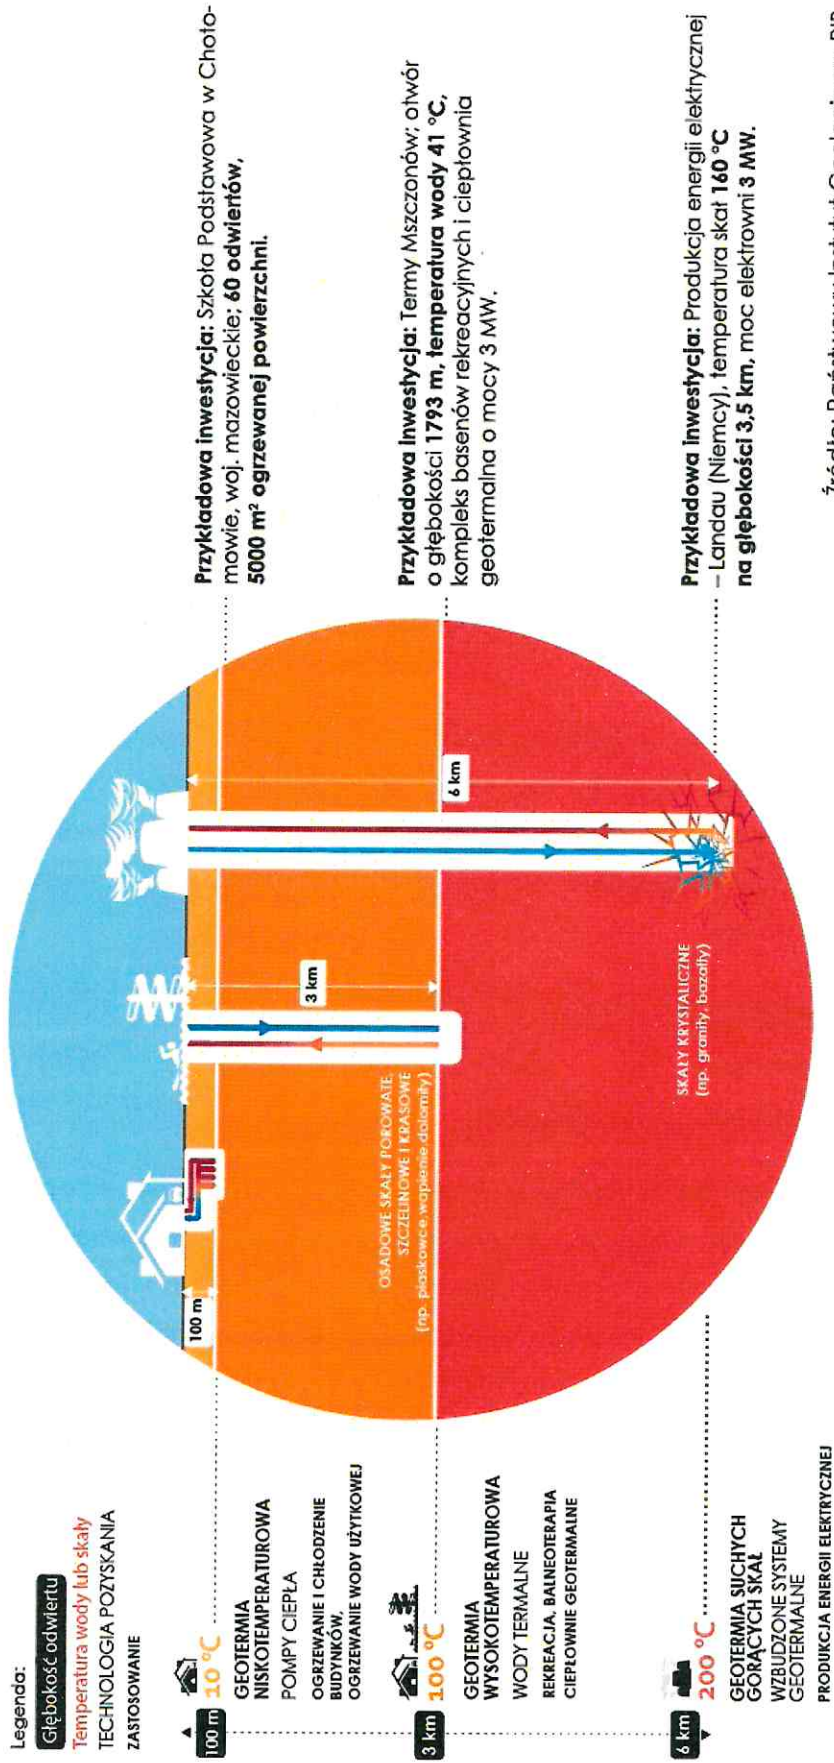 Legenda:
Głębokość odwiertu
Temperatura wody lub skały
TECHNOLOGIA POZYSKANIA
ZASTOSOWANIE
100 m
10 °C
GEOTERMIA
NISKOTEMPERATUROWA
POMPY CIEPŁA
OGRZEWANIE I CHŁODZENIE
BUDYNKÓW,
OGRZEWANIE WODY UŻYTKOWEJ
3 km
100 °C
GEOTERMIA
WYSOKOTEMPERATUROWA
WODY TERMALNE
REKREACJA, BALNEOTERAPIA
CIEPŁOWNIE GEOTERMALNE
6 km
200 °C
GEOTERMIA SUCHYCH
GORĄCYCH SKAŁ
WZBUDZONE SYSTEMY
GEOTERMALNE
PRODUKCJA ENERGII ELEKTRYCZNEJ
100 m
3 km
6 km
OSADOWE SKAŁY POROWATE,
SZCZELINOWE I KRASOWE
(np. piaskowce, wapienie, dolomity)
SKAŁY KRYSTALICZNE
(np. granity, bazalty)
Przykładowa inwestycja: Szkoła Podstawowa w Choto-
mowie, woj. mazowieckie; 60 odwiertów,
5000 m² ogrzewanej powierzchni.
Przykładowa inwestycja: Termy Mszczonów; otwór
o głębokości 1793 m, temperatura wody 41 °C,
kompleks basenów rekreacyjnych i ciepłownia
geotermalna o mocy 3 MW.
Przykładowa inwestycja: Produkcja energii elektrycznej
– Landau (Niemcy), temperatura skał 160 °C
na głębokości 3,5 km, moc elektrowni 3 MW.